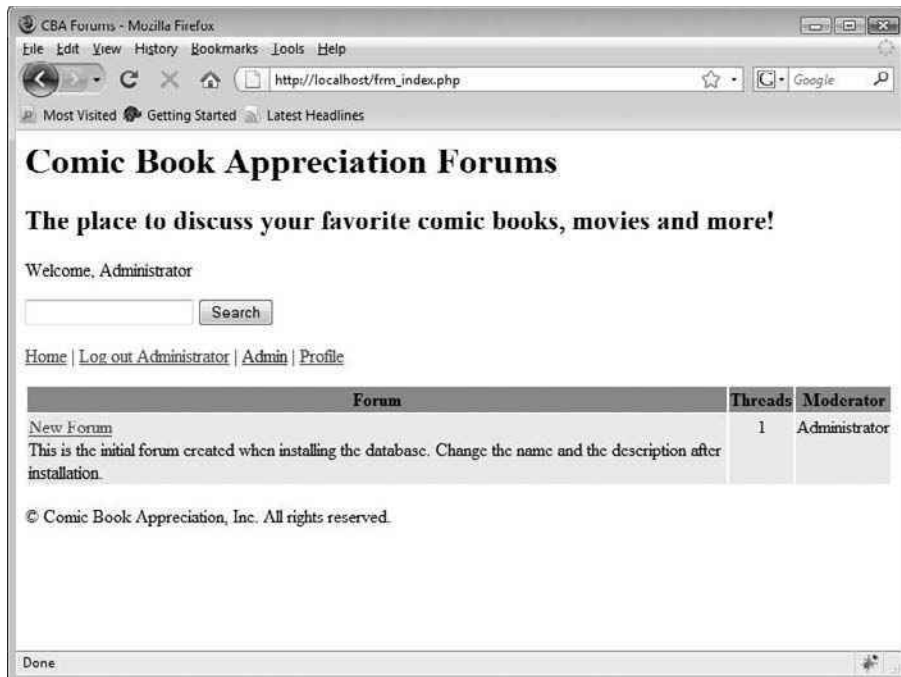 CBA Forums - Mozilla Firefox
File Edit View History Bookmarks Tools Help
http://localhost/frm_index.php
G Google
Most Visited Getting Started Latest Headlines
Comic Book Appreciation Forums
The place to discuss your favorite comic books, movies and more!
Welcome, Administrator
Search
Home | Log out Administrator | Admin | Profile
Forum Threads Moderator
New Forum 1 Administrator
This is the initial forum created when installing the database. Change the name and the description after
installation.
© Comic Book Appreciation, Inc. All rights reserved.
Done